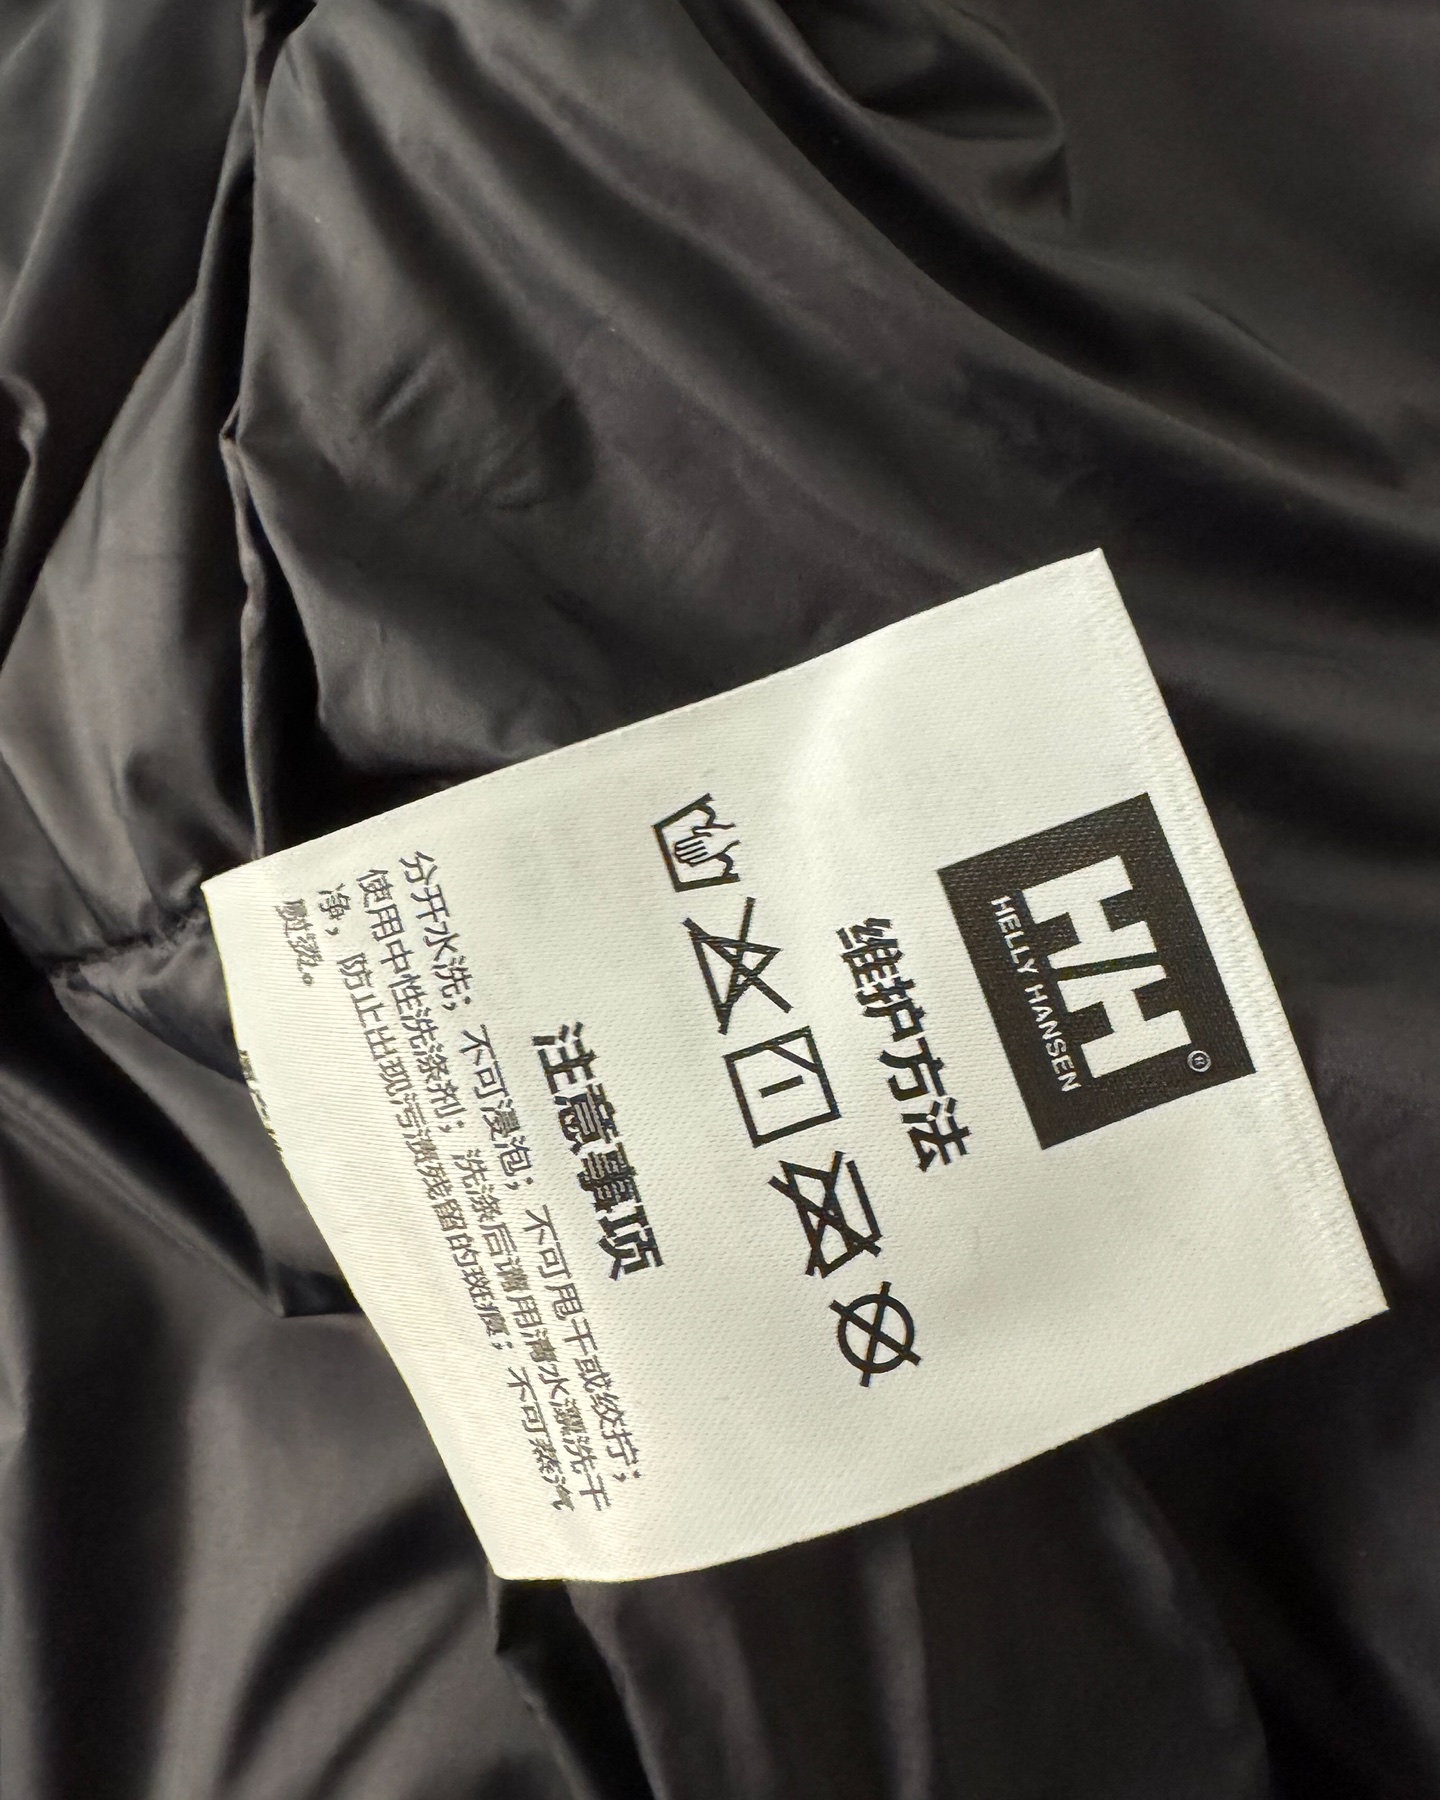 HELLY HANSEN
®
维护方法
注意事项
分开水洗；不可浸泡；不可甩干或绞拧；
使用中性洗涤剂；洗涤后请用清水漂洗干
净，防止出现污渍残留的斑痕；不可蒸汽
熨烫。